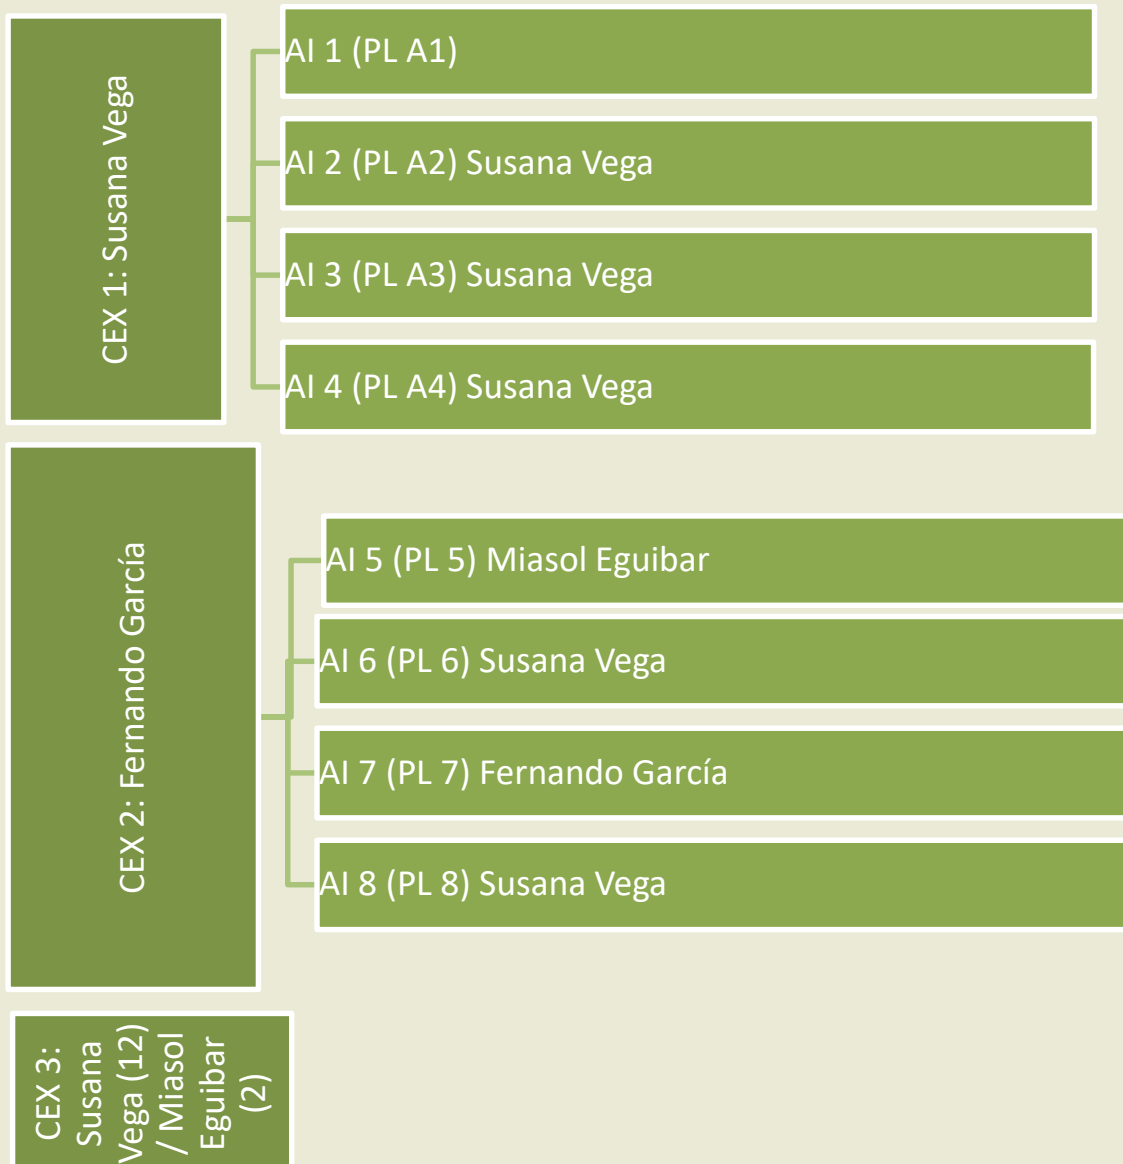 CEX 1: Susana Vega
AI 1 (PL A1)
AI 2 (PL A2) Susana Vega
AI 3 (PL A3) Susana Vega
AI 4 (PL A4) Susana Vega
CEX 2: Fernando García
AI 5 (PL 5) Miasol Eguibar
AI 6 (PL 6) Susana Vega
AI 7 (PL 7) Fernando García
AI 8 (PL 8) Susana Vega
CEX 3:
Susana
Vega (12)
/ Miasol
Eguibar
(2)